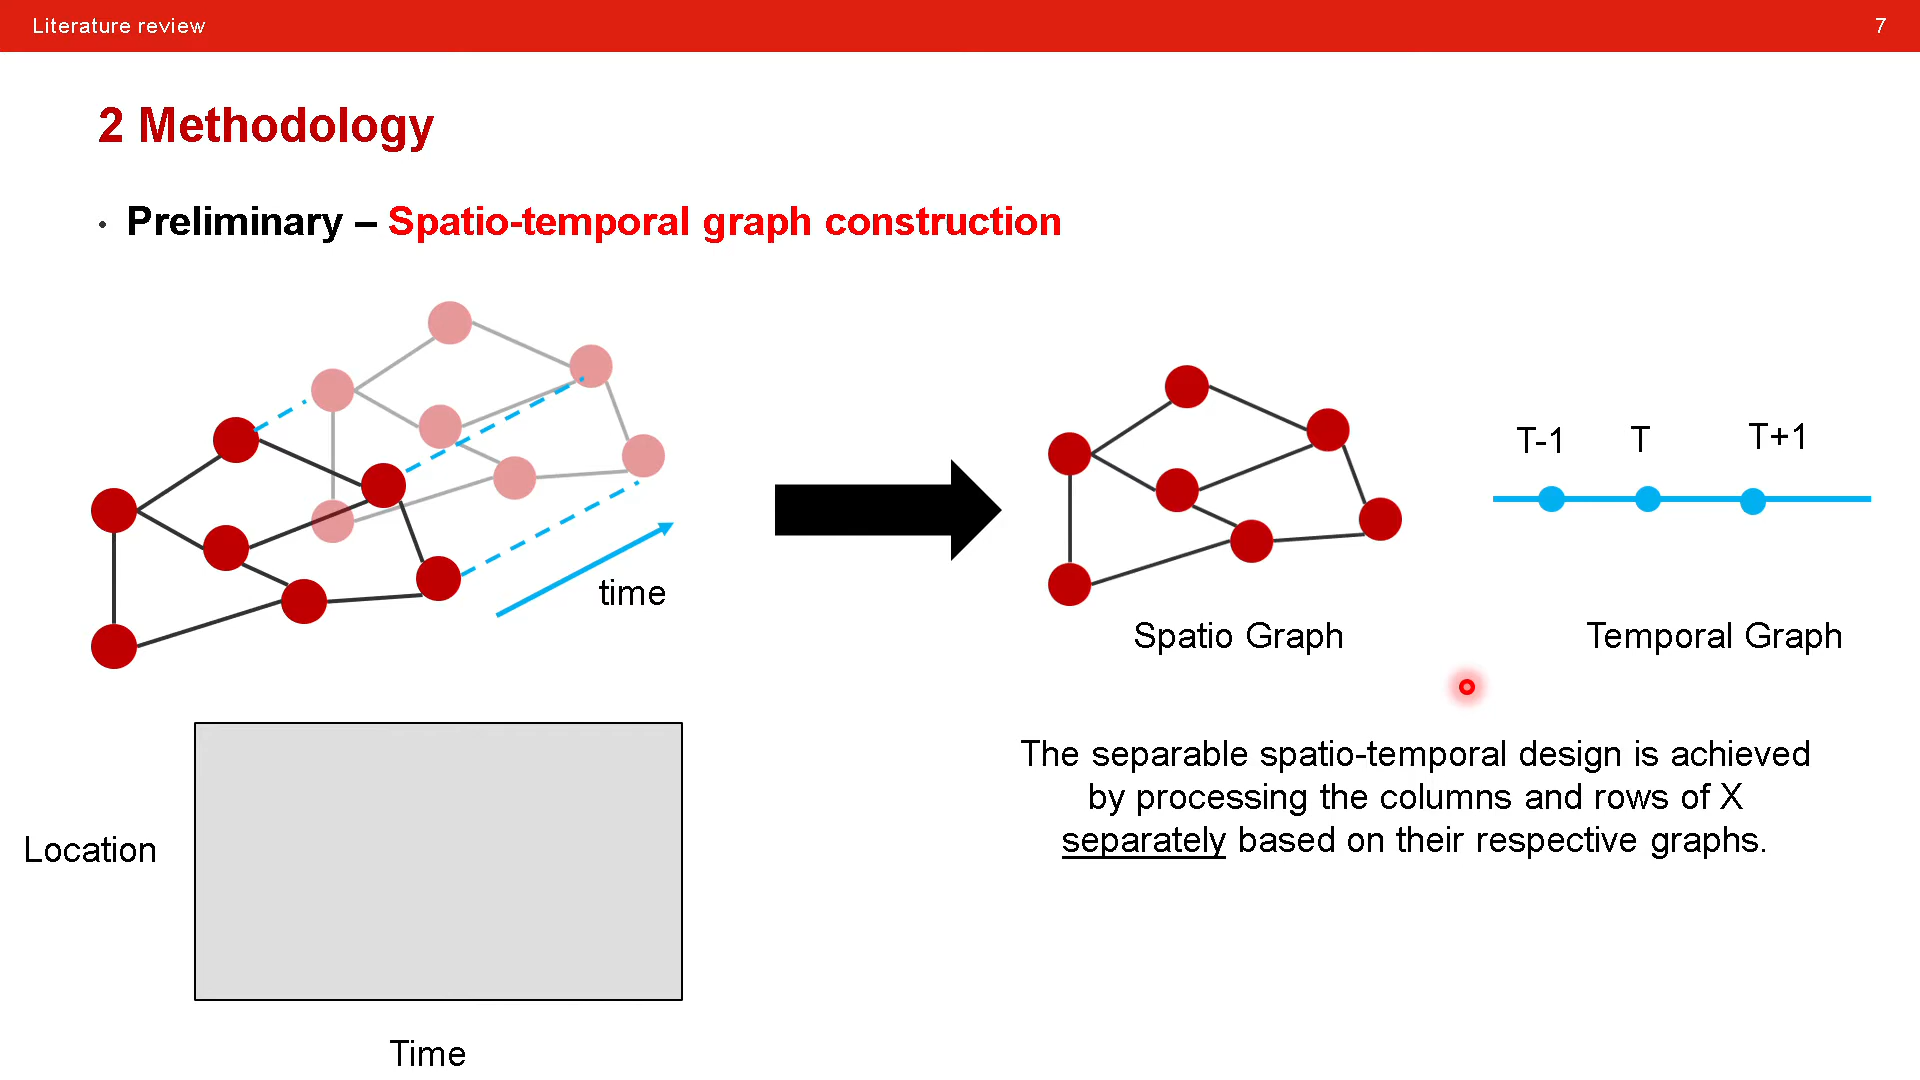 Literature review
7
2 Methodology
• Preliminary – Spatio-temporal graph construction
time
T-1
T
T+1
Spatio Graph
Temporal Graph
Location
Time
The separable spatio-temporal design is achieved
by processing the columns and rows of X
separately based on their respective graphs.